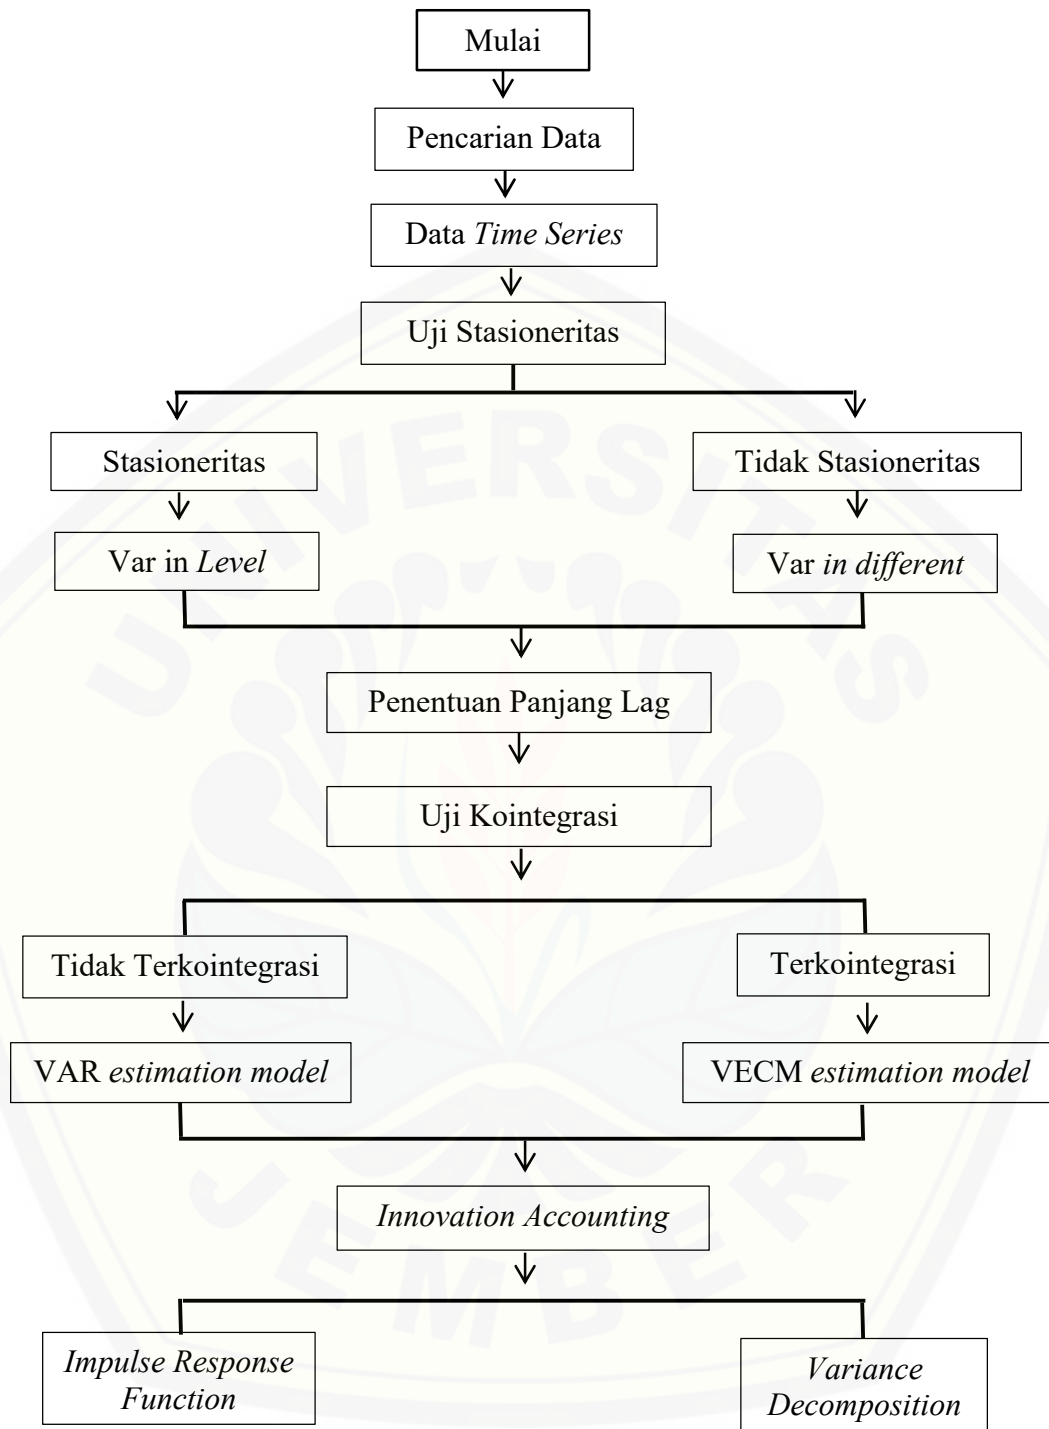 Mulai
Pencarian Data
Data Time Series
Uji Stasioneritas
Stasioneritas
Tidak Stasioneritas
Var in Level
Var in different
Penentuan Panjang Lag
Uji Kointegrasi
Tidak Terkointegrasi
Terkointegrasi
VAR estimation model
VECM estimation model
Innovation Accounting
Impulse Response
Function
Variance
Decomposition
UNIVERSITAS
JEMBER